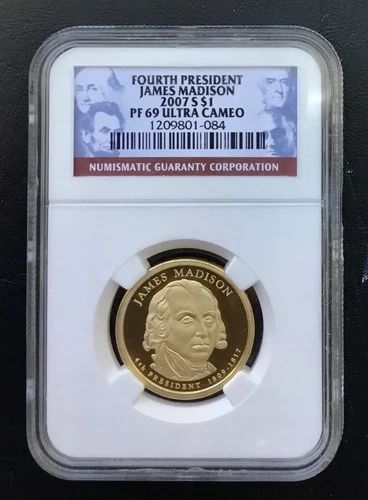 FOURTH PRESIDENT
JAMES MADISON
2007 S $1
PF 69 ULTRA CAMEO
1209801-084
NUMISMATIC GUARANTY CORPORATION
JAMES MADISON
4th PRESIDENT 1809-1817